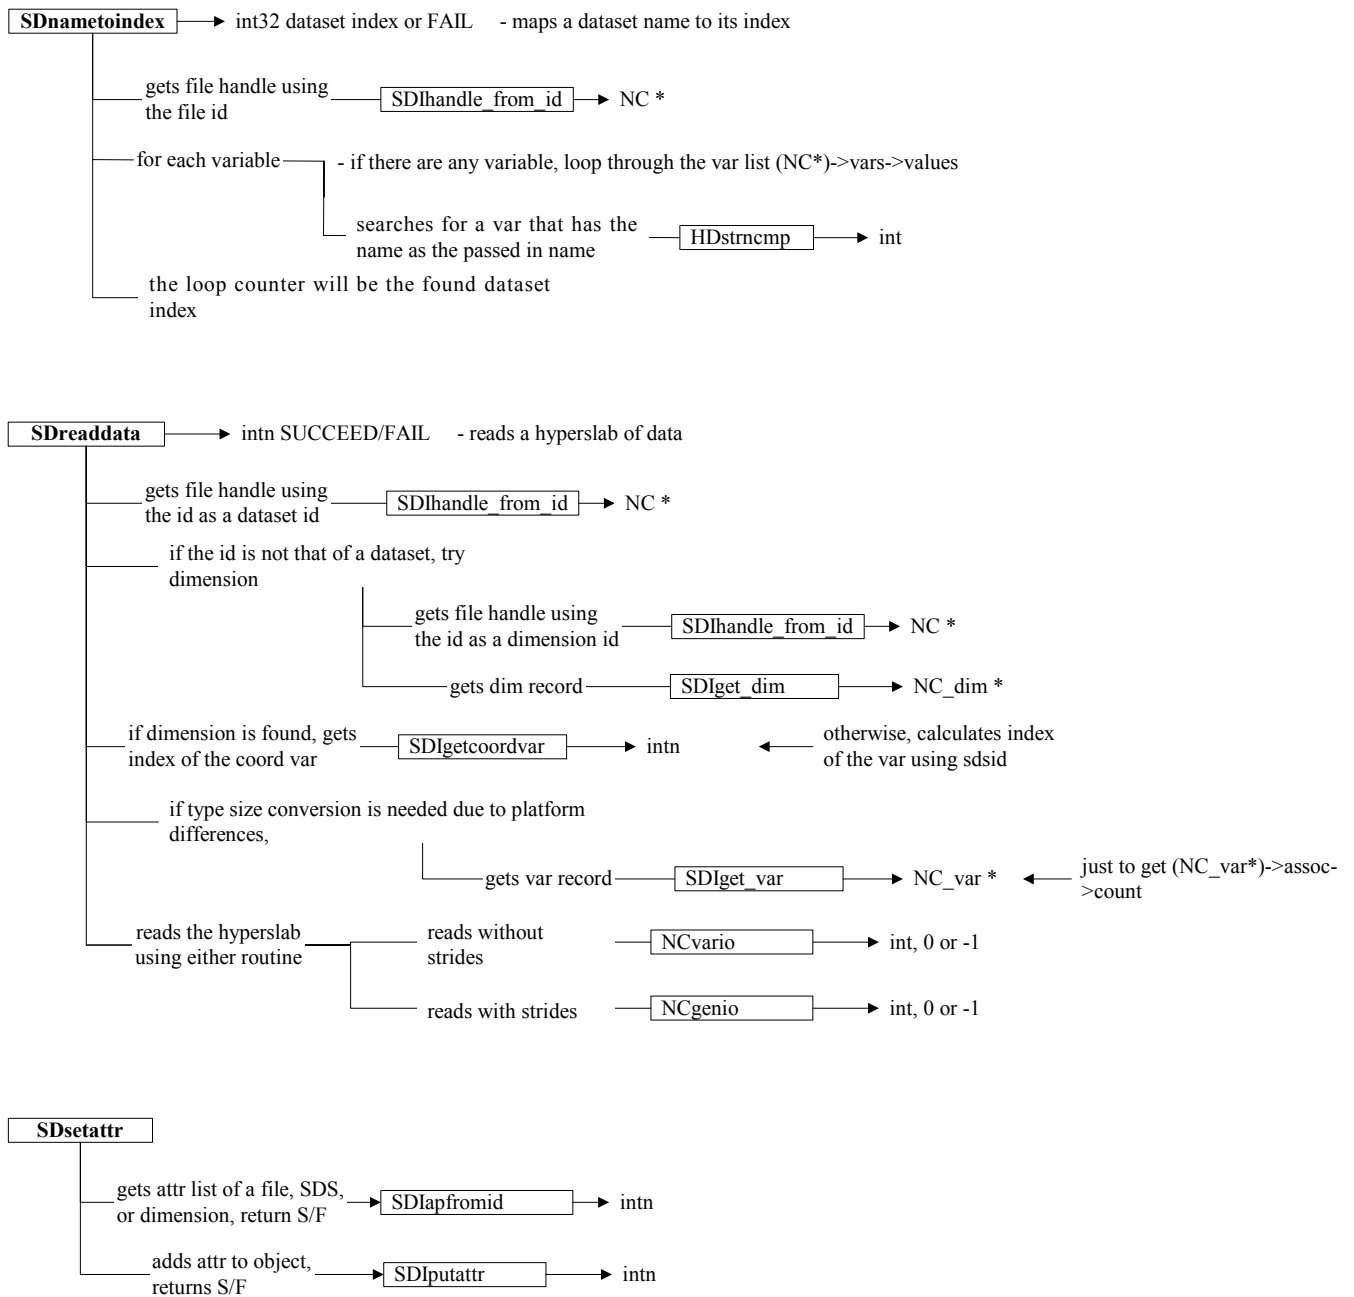 SDnametoindex int32 dataset index or FAIL - maps a dataset name to its index
gets file handle using
the file id
SDIhandle_from_id NC *
for each variable - if there are any variable, loop through the var list (NC*)->vars->values
searches for a var that has the
name as the passed in name
HDstrncmp int
the loop counter will be the found dataset
index
SDreaddata intn SUCCEED/FAIL - reads a hyperslab of data
gets file handle using
the id as a dataset id
SDIhandle_from_id NC *
if the id is not that of a dataset, try
dimension
gets file handle using
the id as a dimension id
SDIhandle_from_id NC *
gets dim record SDIget_dim NC_dim *
if dimension is found, gets
index of the coord var
SDIgetcoordvar intn
otherwise, calculates index
of the var using sdsid
if type size conversion is needed due to platform
differences,
gets var record SDIget_var NC_var *
just to get (NC_var*)->assoc-
>count
reads the hyperslab
using either routine
reads without
strides
NCvario int, 0 or -1
reads with strides NCgenio int, 0 or -1
SDsetattr
gets attr list of a file, SDS,
or dimension, return S/F
SDIapfromid intn
adds attr to object,
returns S/F
SDIputattr intn